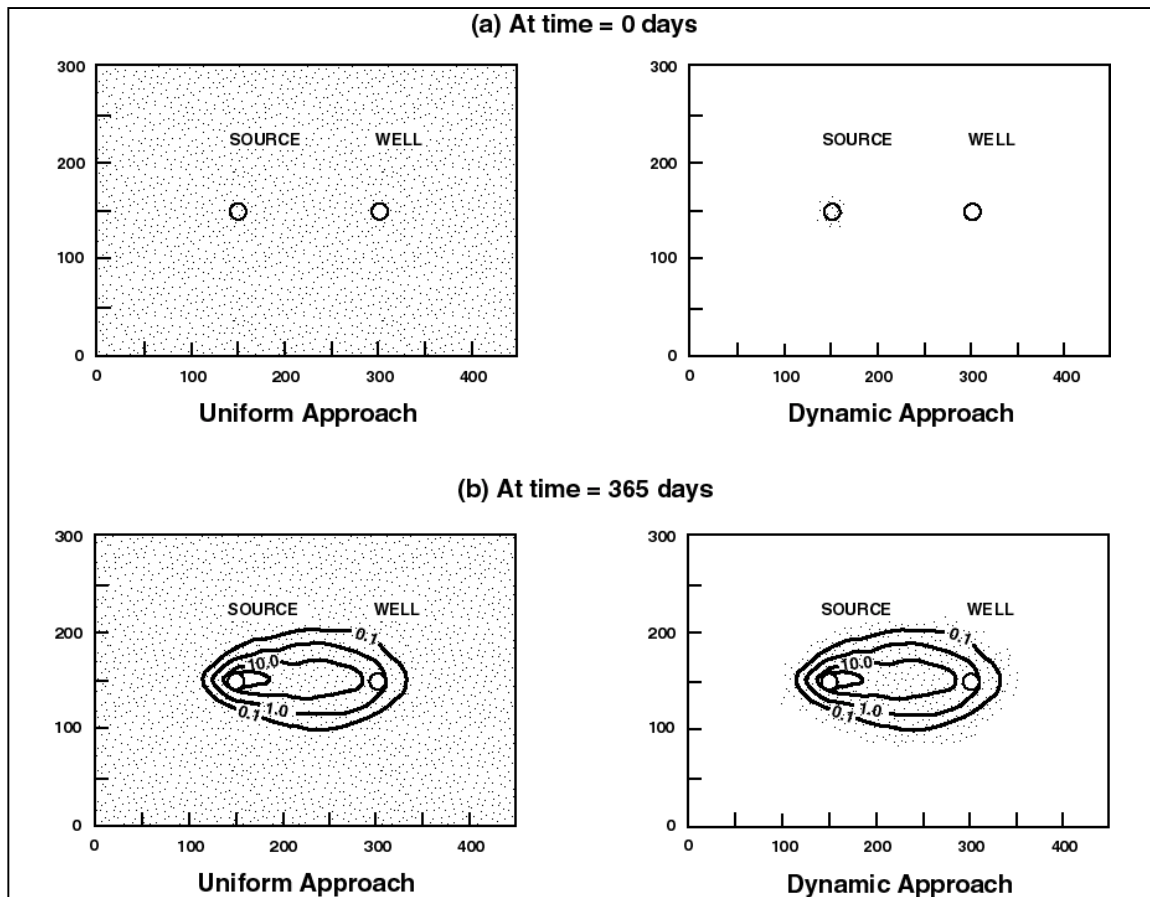 (a) At time = 0 days
300
200
100
0
SOURCE WELL
0 100 200 300 400
Uniform Approach
300
200
100
0
SOURCE WELL
0 100 200 300 400
Dynamic Approach
(b) At time = 365 days
300
200
100
0
SOURCE WELL
0.1
10.0
0.1 1.0
0 100 200 300 400
Uniform Approach
300
200
100
0
SOURCE WELL
0.1
10.0
0.1 1.0
0 100 200 300 400
Dynamic Approach